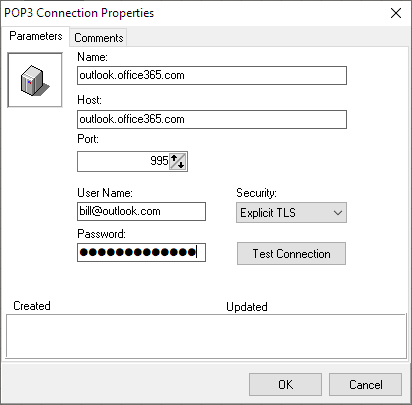 POP3 Connection Properties
Parameters Comments
Name:
outlook.office365.com
Host:
outlook.office365.com
Port:
995
User Name: Security:
bill@outlook.com Explicit TLS
Password:
●●●●●●●●●●●●● Test Connection
Created Updated
OK Cancel